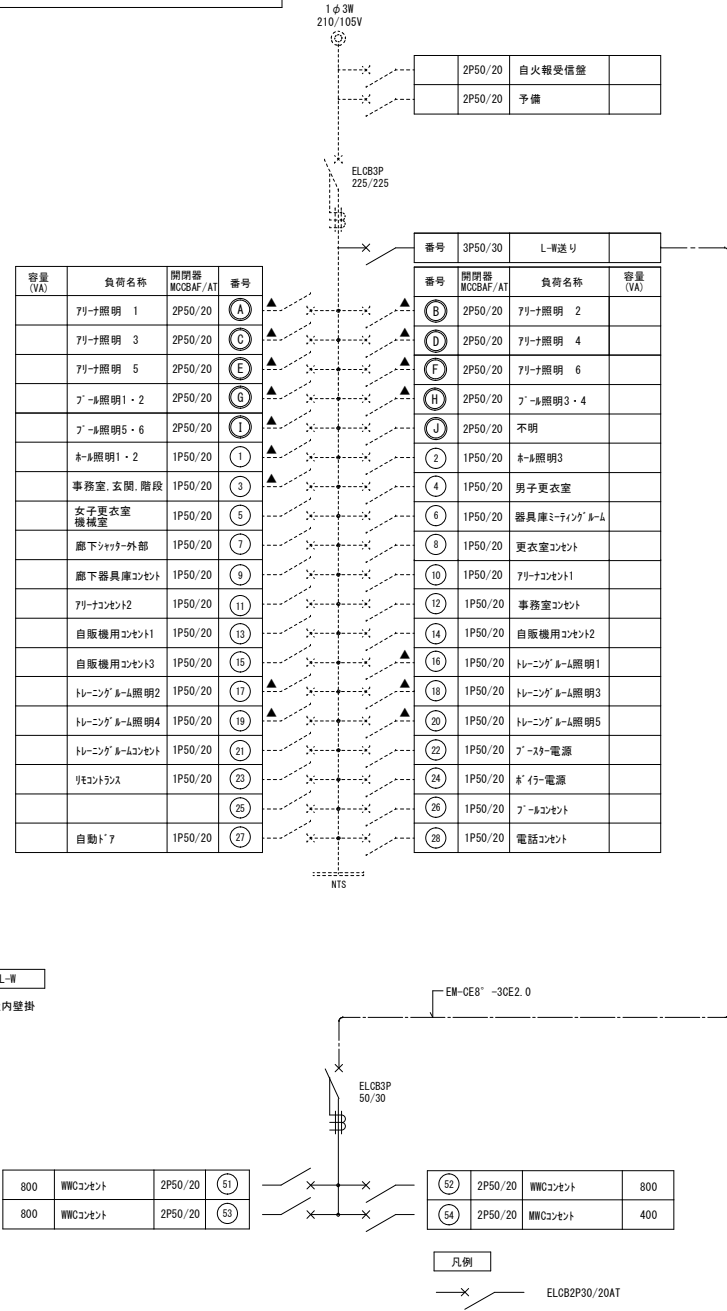 1φ3W
210/105V
2P50/20 自火報受信盤
2P50/20 予備
ELCB3P
225/225
番号 3P50/30 L-W送り
容量(VA) 負荷名称 開閉器MCCBAF/AT 番号 番号 開閉器MCCBAF/AT 負荷名称 容量(VA)
ｱﾘｰﾅ照明 1 2P50/20 A B 2P50/20 ｱﾘｰﾅ照明 2
ｱﾘｰﾅ照明 3 2P50/20 C D 2P50/20 ｱﾘｰﾅ照明 4
ｱﾘｰﾅ照明 5 2P50/20 E F 2P50/20 ｱﾘｰﾅ照明 6
ﾌﾟｰﾙ照明1・2 2P50/20 G H 2P50/20 ﾌﾟｰﾙ照明3・4
ﾌﾟｰﾙ照明5・6 2P50/20 I J 2P50/20 不明
ﾎｰﾙ照明1・2 1P50/20 1 2 1P50/20 ﾎｰﾙ照明3
事務室.玄関.階段 1P50/20 3 4 1P50/20 男子更衣室
女子更衣室機械室 1P50/20 5 6 1P50/20 器具庫ﾐｰﾃｨﾝｸﾞﾙｰﾑ
廊下ｼｬｯﾀｰ外部 1P50/20 7 8 1P50/20 更衣室ｺﾝｾﾝﾄ
廊下器具庫ｺﾝｾﾝﾄ 1P50/20 9 10 1P50/20 ｱﾘｰﾅｺﾝｾﾝﾄ1
ｱﾘｰﾅｺﾝｾﾝﾄ2 1P50/20 11 12 1P50/20 事務室ｺﾝｾﾝﾄ
自販機用ｺﾝｾﾝﾄ1 1P50/20 13 14 1P50/20 自販機用ｺﾝｾﾝﾄ2
自販機用ｺﾝｾﾝﾄ3 1P50/20 15 16 1P50/20 ﾄﾚｰﾆﾝｸﾞﾙｰﾑ照明1
ﾄﾚｰﾆﾝｸﾞﾙｰﾑ照明2 1P50/20 17 18 1P50/20 ﾄﾚｰﾆﾝｸﾞﾙｰﾑ照明3
ﾄﾚｰﾆﾝｸﾞﾙｰﾑ照明4 1P50/20 19 20 1P50/20 ﾄﾚｰﾆﾝｸﾞﾙｰﾑ照明5
ﾄﾚｰﾆﾝｸﾞﾙｰﾑｺﾝｾﾝﾄ 1P50/20 21 22 1P50/20 ﾌﾞｰｽﾀｰ電源
ﾘﾓｺﾝﾄﾗﾝｽ 1P50/20 23 24 1P50/20 ﾎﾞｲﾗｰ電源
25 26 1P50/20 ﾌﾟｰﾙｺﾝｾﾝﾄ
自動ﾄﾞｱ 1P50/20 27 28 1P50/20 電話ｺﾝｾﾝﾄ
NTS
L-W
内壁掛
EM-CE8°-3CE2.0
ELCB3P
50/30
800 WWCｺﾝｾﾝﾄ 2P50/20 51 52 2P50/20 WWCｺﾝｾﾝﾄ 800
800 WWCｺﾝｾﾝﾄ 2P50/20 53 54 2P50/20 MWCｺﾝｾﾝﾄ 400
凡例
ELCB2P30/20AT